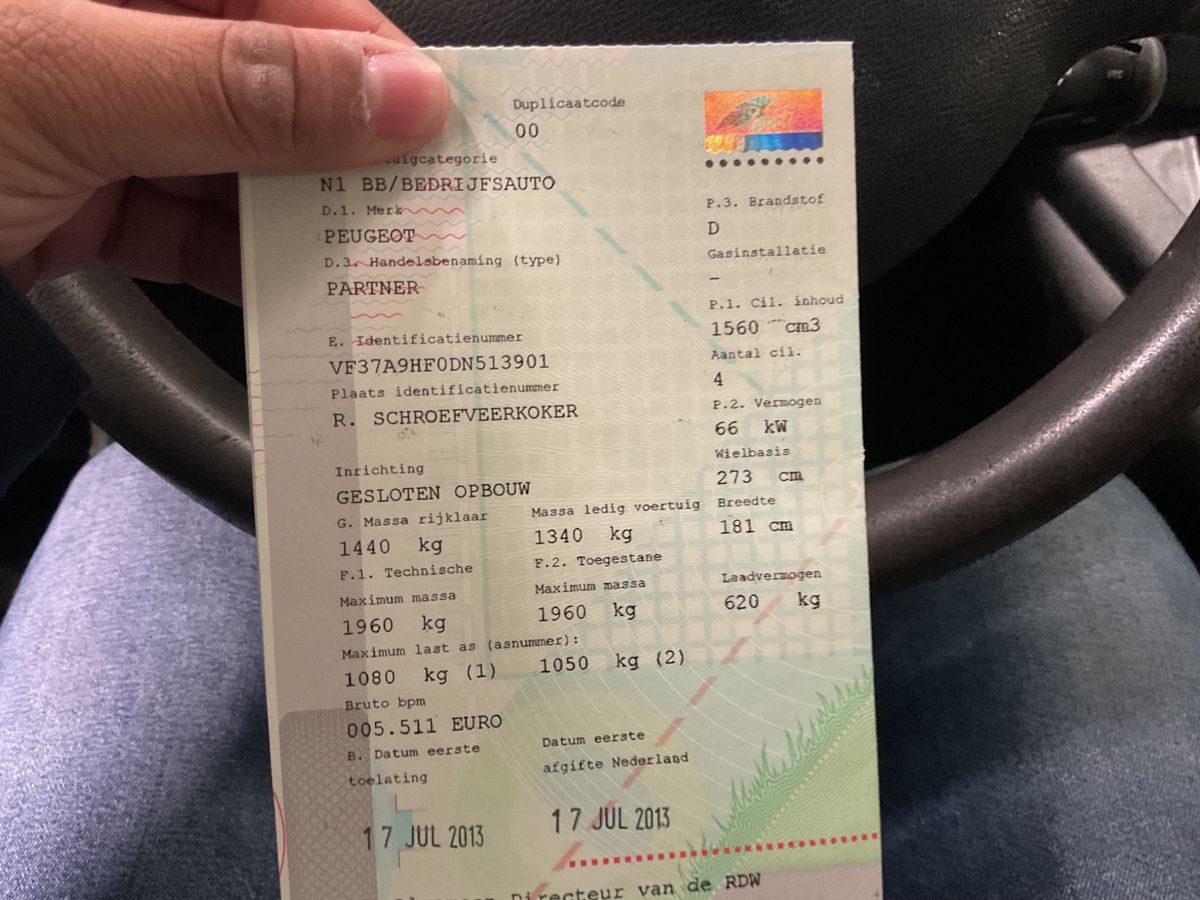 Duplicaatcode
00
uigcategorie
N1 BB/BEDRIJFSAUTO
D.1. Merk
PEUGEOT
D.3. Handelsbenaming (type)
PARTNER
P.3. Brandstof
D
Gasinstallatie
–
P.1. Cil. inhoud
1560 cm3
E. Identificatienummer
VF37A9HF0DN513901
Plaats identificatienummer
R. SCHROEFVEERKOKER
Aantal cil.
4
P.2. Vermogen
66 kW
Wielbasis
273 cm
Inrichting
GESLOTEN OPBOUW
G. Massa rijklaar Massa ledig voertuig Breedte
1440 kg 1340 kg 181 cm
F.1. Technische F.2. Toegestane
Maximum massa Maximum massa Laadvermogen
1960 kg 1960 kg 620 kg
Maximum last as (asnummer):
1080 kg (1) 1050 kg (2)
Bruto bpm
005.511 EURO
B. Datum eerste Datum eerste
toelating afgifte Nederland
17 JUL 2013 17 JUL 2013
Directeur van de RDW